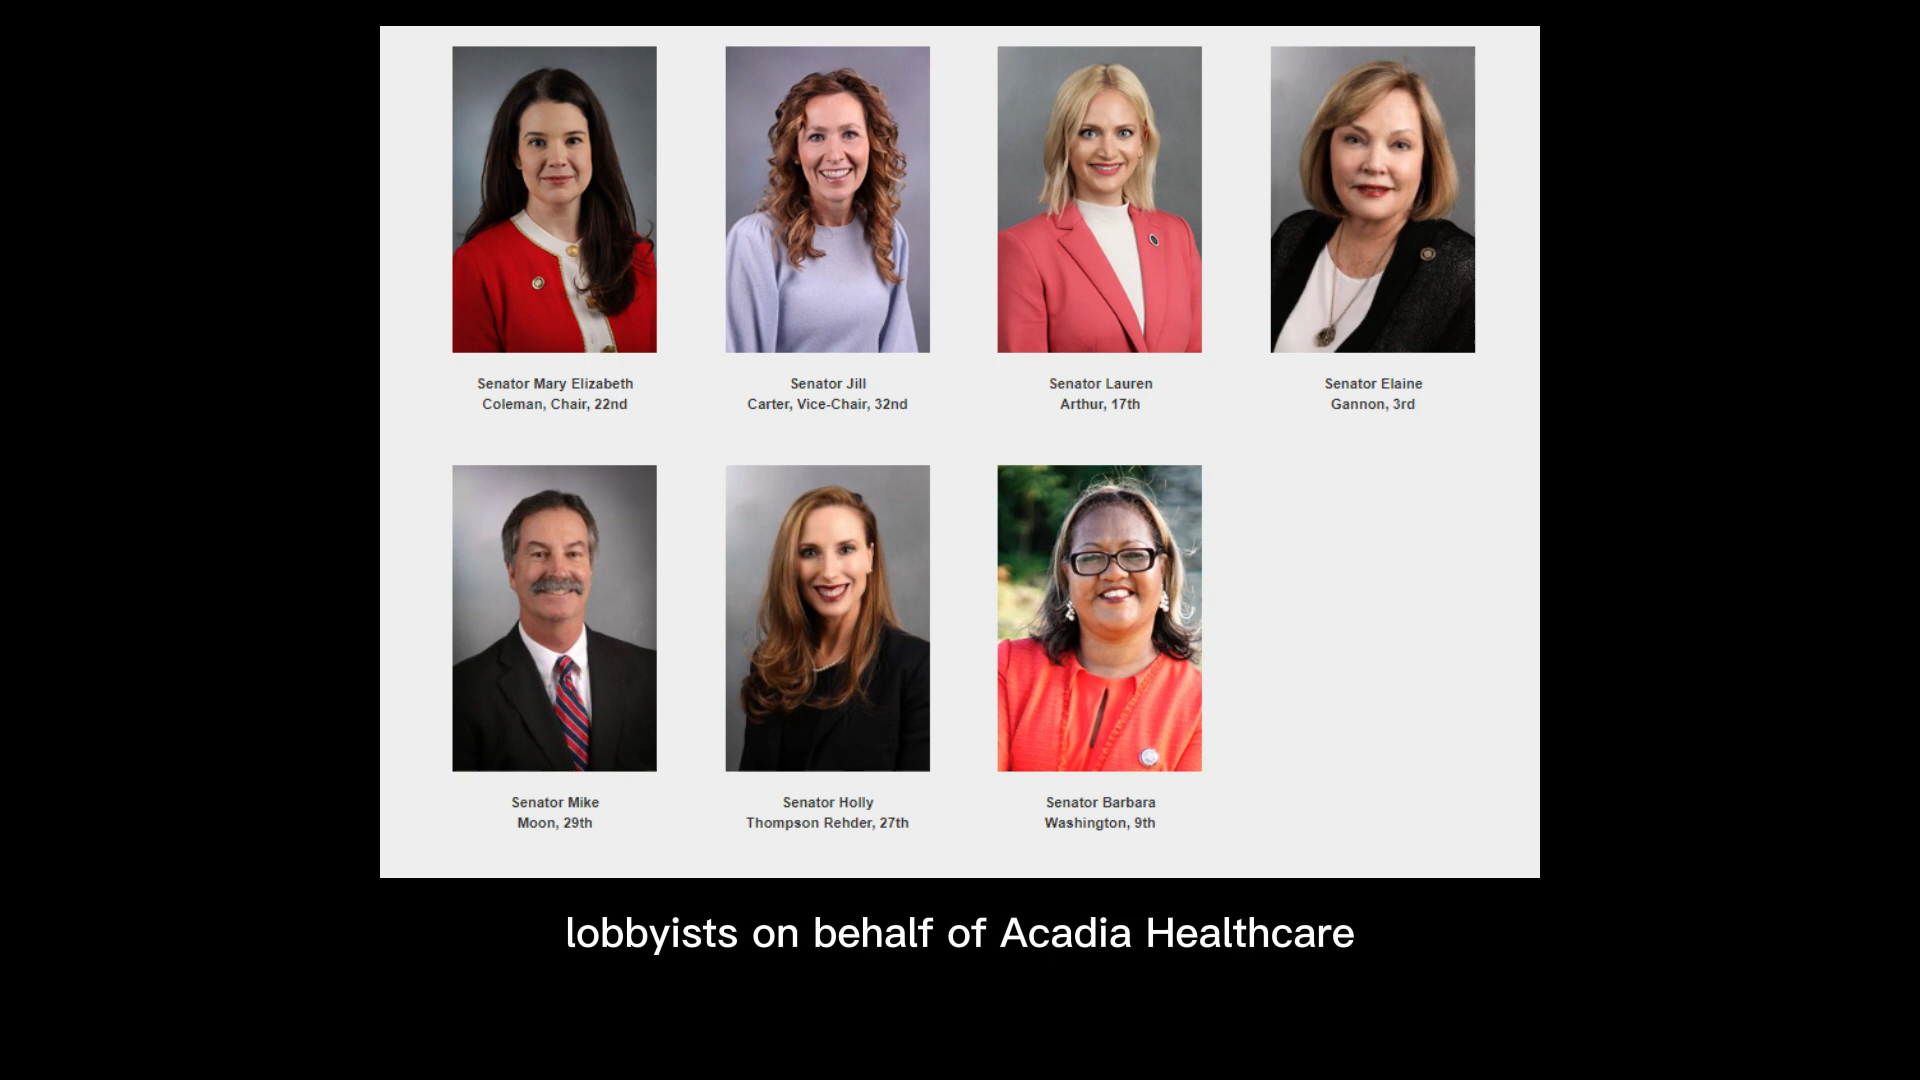 Senator Mary Elizabeth
Coleman, Chair, 22nd
Senator Jill
Carter, Vice-Chair, 32nd
Senator Lauren
Arthur, 17th
Senator Elaine
Gannon, 3rd
Senator Mike
Moon, 29th
Senator Holly
Thompson Rehder, 27th
Senator Barbara
Washington, 9th
lobbyists on behalf of Acadia Healthcare